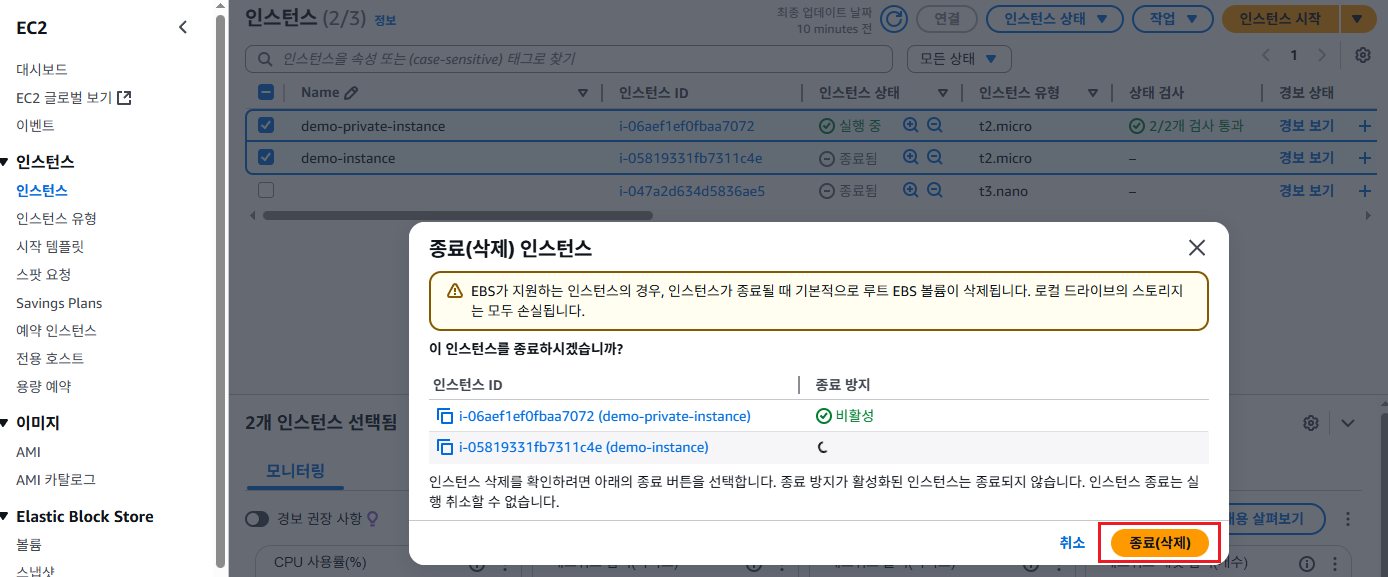 EC2
대시보드
EC2 글로벌 보기
이벤트
인스턴스
인스턴스
인스턴스 유형
시작 템플릿
스팟 요청
Savings Plans
예약 인스턴스
전용 호스트
용량 예약
이미지
AMI
AMI 카탈로그
Elastic Block Store
볼륨
스냅샷
인스턴스 (2/3) 정보
최종 업데이트 날짜
10 minutes 전
연결
인스턴스 상태
작업
인스턴스 시작
인스턴스을 속성 또는 (case-sensitive) 태그로 찾기
모든 상태
1
Name 인스턴스 ID 인스턴스 상태 인스턴스 유형 상태 검사 경보 상태
demo-private-instance i-06aef1ef0fbaa7072 실행 중 t2.micro 2/2개 검사 통과 경보 보기 +
demo-instance i-05819331fb7311c4e 종료됨 t2.micro – 경보 보기 +
i-047a2d634d5836ae5 종료됨 t3.nano – 경보 보기 +
종료(삭제) 인스턴스
EBS가 지원하는 인스턴스의 경우, 인스턴스가 종료될 때 기본적으로 루트 EBS 볼륨이 삭제됩니다. 로컬 드라이브의 스토리지
는 모두 손실됩니다.
이 인스턴스를 종료하시겠습니까?
인스턴스 ID 종료 방지
i-06aef1ef0fbaa7072 (demo-private-instance) 비활성
i-05819331fb7311c4e (demo-instance)
인스턴스 삭제를 확인하려면 아래의 종료 버튼을 선택합니다. 종료 방지가 활성화된 인스턴스는 종료되지 않습니다. 인스턴스 종료는 실
행 취소할 수 없습니다.
취소
종료(삭제)
2개 인스턴스 선택됨
모니터링
경보 권장 사항
살펴보기
CPU 사용률(%)